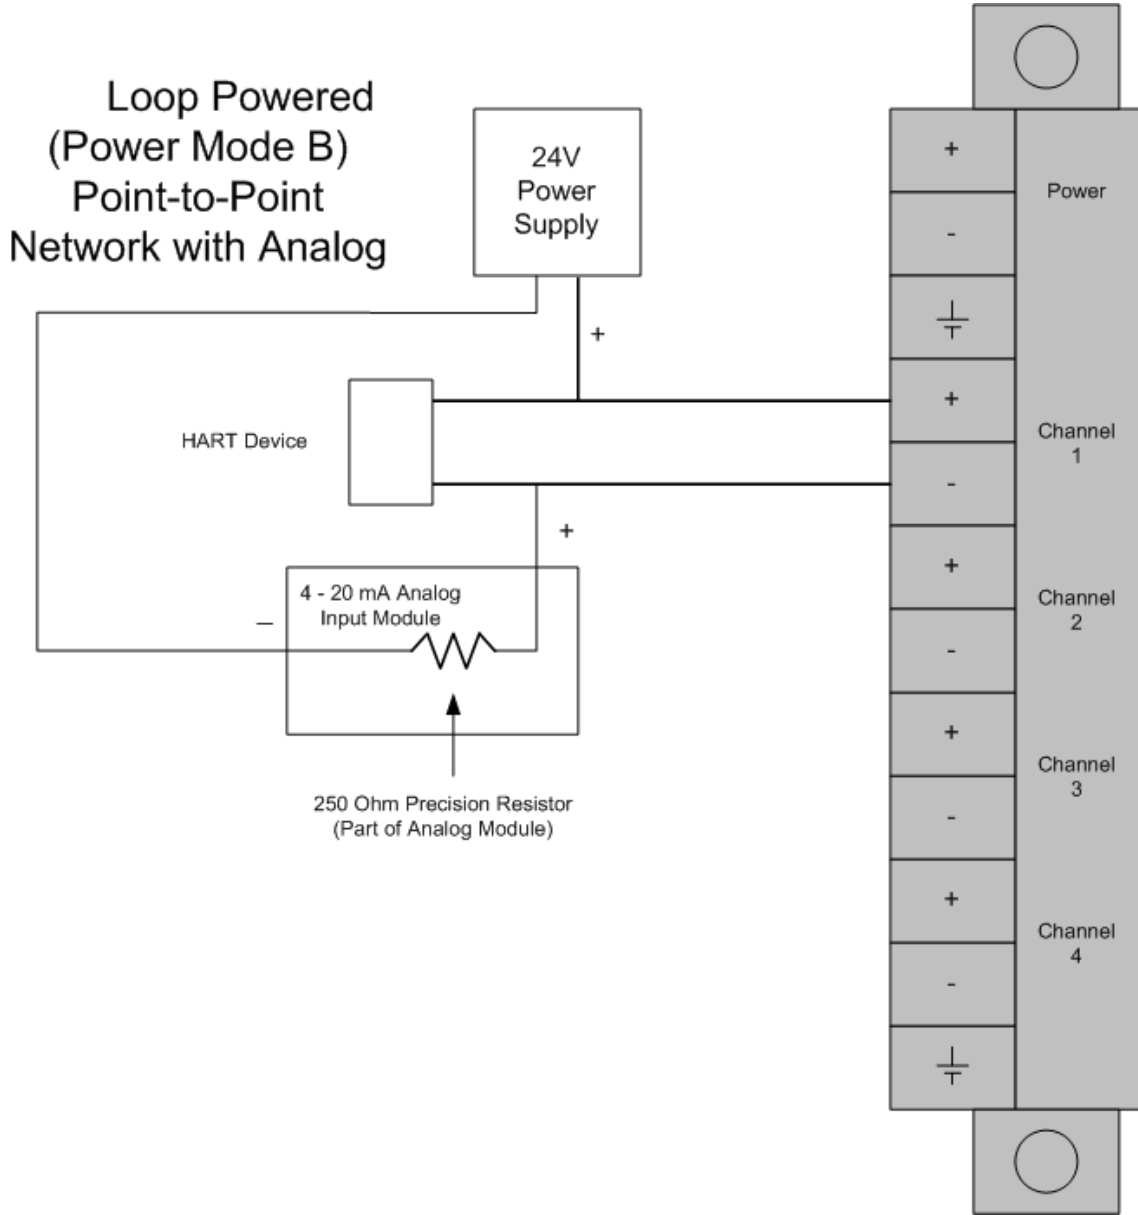 Loop Powered
(Power Mode B)
Point-to-Point
Network with Analog
24V
Power
Supply
+
HART Device
+
4 - 20 mA Analog
Input Module
–
250 Ohm Precision Resistor
(Part of Analog Module)
+
-
Power
+
-
Channel
1
+
-
Channel
2
+
-
Channel
3
+
-
Channel
4